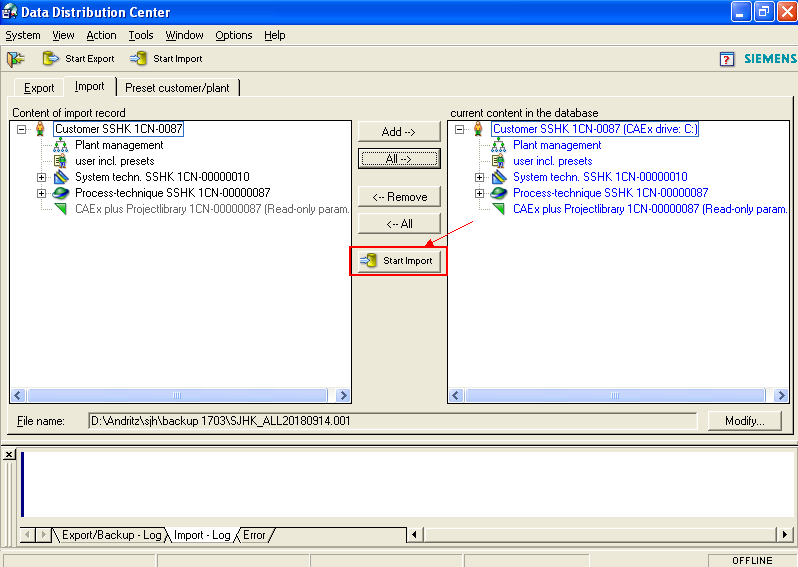 Data Distribution Center
System View Action Tools Window Options Help
Start Export Start Import SIEMENS
Export Import Preset customer/plant
Content of import record
Customer SSHK 1CN-0087
Plant management
user incl. presets
System techn. SSHK 1CN-00000010
Process-technique SSHK 1CN-00000087
CAEx plus Projectlibrary 1CN-00000087 (Read-only param.
Add -->
All -->
<-- Remove
<-- All
Start Import
current content in the database
Customer SSHK 1CN-0087 (CAEx drive: C:)
Plant management
user incl. presets
System techn. SSHK 1CN-00000010
Process-technique SSHK 1CN-00000087
CAEx plus Projectlibrary 1CN-00000087 (Read-only param.
File name: D:\Andritz\sjh\backup 1703\SJHK_ALL20180914.001 Modify...
Export/Backup - Log Import - Log Error
OFFLINE